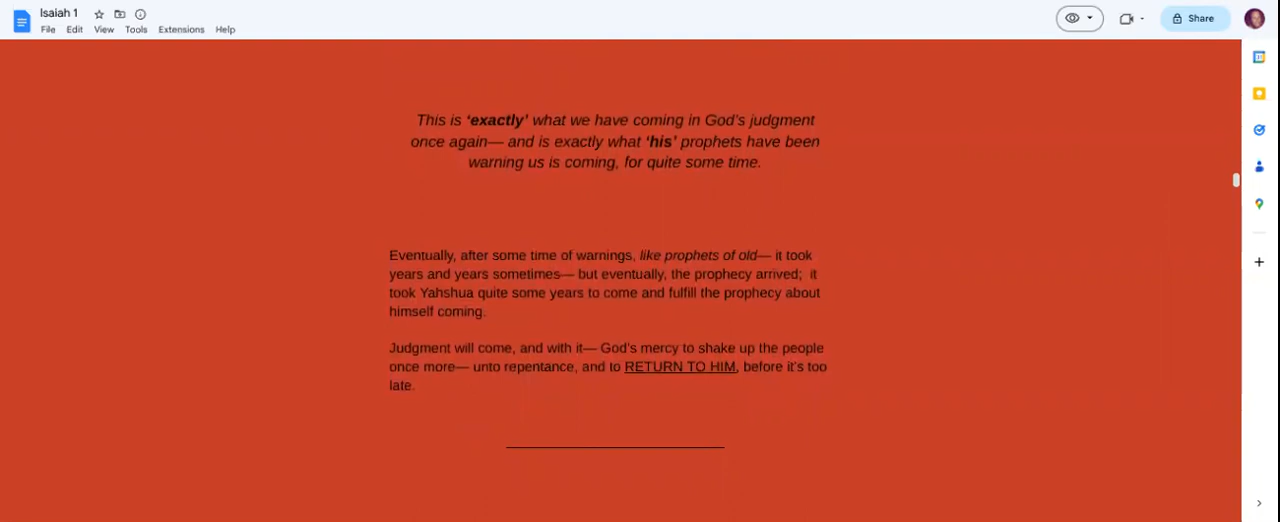 Isaiah 1
File Edit View Tools Extensions Help
Share
This is ‘exactly’ what we have coming in God’s judgment
once again— and is exactly what ‘his’ prophets have been
warning us is coming, for quite some time.
Eventually, after some time of warnings, like prophets of old— it took
years and years sometimes— but eventually, the prophecy arrived;  it
took Yahshua quite some years to come and fulfill the prophecy about
himself coming.
Judgment will come, and with it— God’s mercy to shake up the people
once more— unto repentance, and to RETURN TO HIM, before it’s too
late.